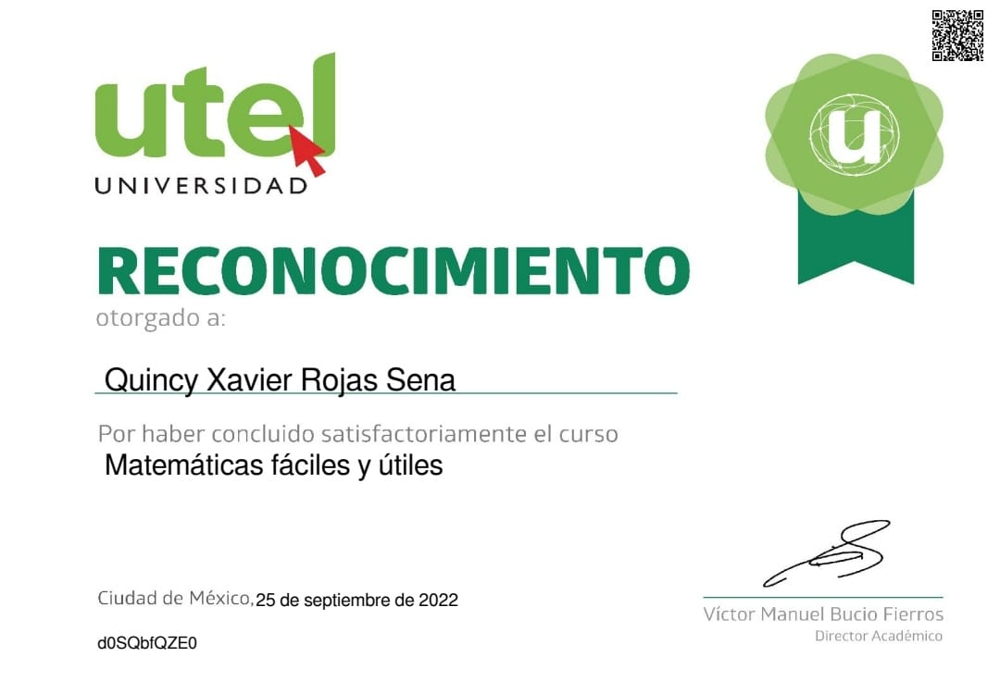 utel
UNIVERSIDAD
u
RECONOCIMIENTO
otorgado a:
Quincy Xavier Rojas Sena
Por haber concluido satisfactoriamente el curso
Matemáticas fáciles y útiles
Ciudad de México, 25 de septiembre de 2022
d0SQbfQZE0
Víctor Manuel Bucio Fierros
Director Académico